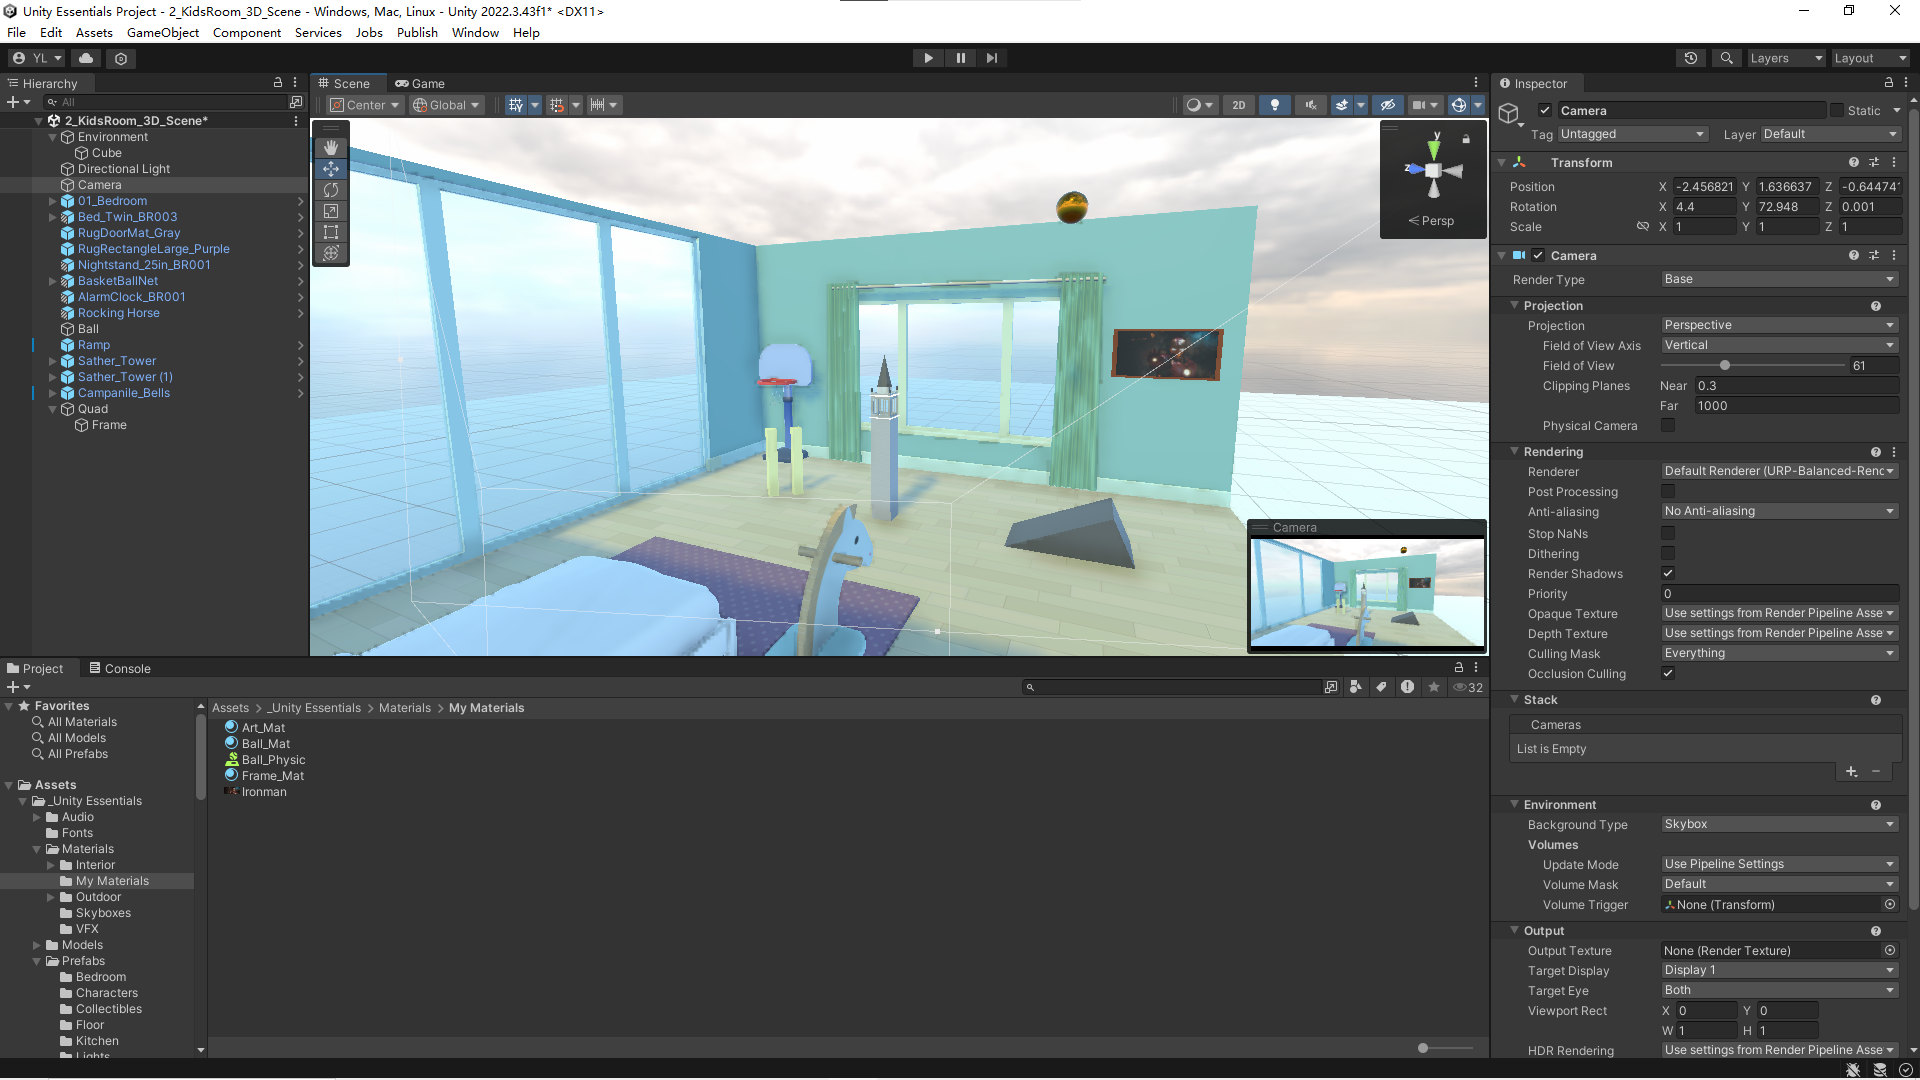 Unity Essentials Project - 2_KidsRoom_3D_Scene - Windows, Mac, Linux - Unity 2022.3.43f1* <DX11>
File Edit Assets GameObject Component Services Jobs Publish Window Help
YL Layers Layout
Hierarchy
All
2_KidsRoom_3D_Scene*
Environment
Cube
Directional Light
Camera
01_Bedroom
Bed_Twin_BR003
RugDoorMat_Gray
RugRectangleLarge_Purple
Nightstand_25in_BR001
BasketBallNet
AlarmClock_BR001
Rocking Horse
Ball
Ramp
Sather_Tower
Sather_Tower (1)
Campanile_Bells
Quad
Frame
Scene Game
Center Global 2D
y
z
Persp
Camera
Inspector
Camera Static
Tag Untagged Layer Default
Transform
Position X -2.456821 Y 1.636637 Z -0.644741
Rotation X 4.4 Y 72.948 Z 0.001
Scale X 1 Y 1 Z 1
Camera
Render Type Base
Projection
Projection Perspective
Field of View Axis Vertical
Field of View 61
Clipping Planes Near 0.3
Far 1000
Physical Camera
Rendering
Renderer Default Renderer (URP-Balanced-Renc
Post Processing
Anti-aliasing No Anti-aliasing
Stop NaNs
Dithering
Render Shadows
Priority 0
Opaque Texture Use settings from Render Pipeline Asse
Depth Texture Use settings from Render Pipeline Asse
Culling Mask Everything
Occlusion Culling
Stack
Cameras
List is Empty
Environment
Background Type Skybox
Volumes
Update Mode Use Pipeline Settings
Volume Mask Default
Volume Trigger None (Transform)
Output
Output Texture None (Render Texture)
Target Display Display 1
Target Eye Both
Viewport Rect X 0 Y 0
W 1 H 1
HDR Rendering Use settings from Render Pipeline Asse
Project Console
32
Favorites
All Materials
All Models
All Prefabs
Assets
_Unity Essentials
Audio
Fonts
Materials
Interior
My Materials
Outdoor
Skyboxes
VFX
Models
Prefabs
Bedroom
Characters
Collectibles
Floor
Kitchen
Lights
Assets > _Unity Essentials > Materials > My Materials
Art_Mat
Ball_Mat
Ball_Physic
Frame_Mat
Ironman